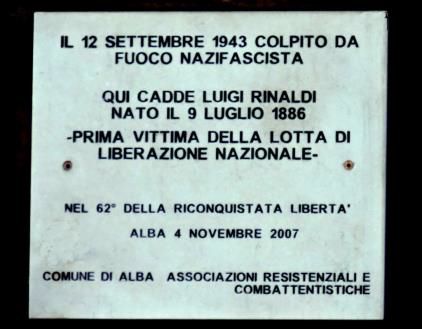 IL 12 SETTEMBRE 1943 COLPITO DA
FUOCO NAZIFASCISTA
QUI CADDE LUIGI RINALDI
NATO IL 9 LUGLIO 1886
-PRIMA VITTIMA DELLA LOTTA DI
LIBERAZIONE NAZIONALE-
NEL 62° DELLA RICONQUISTATA LIBERTA'
ALBA 4 NOVEMBRE 2007
COMUNE DI ALBA ASSOCIAZIONI RESISTENZIALI E
COMBATTENTISTICHE